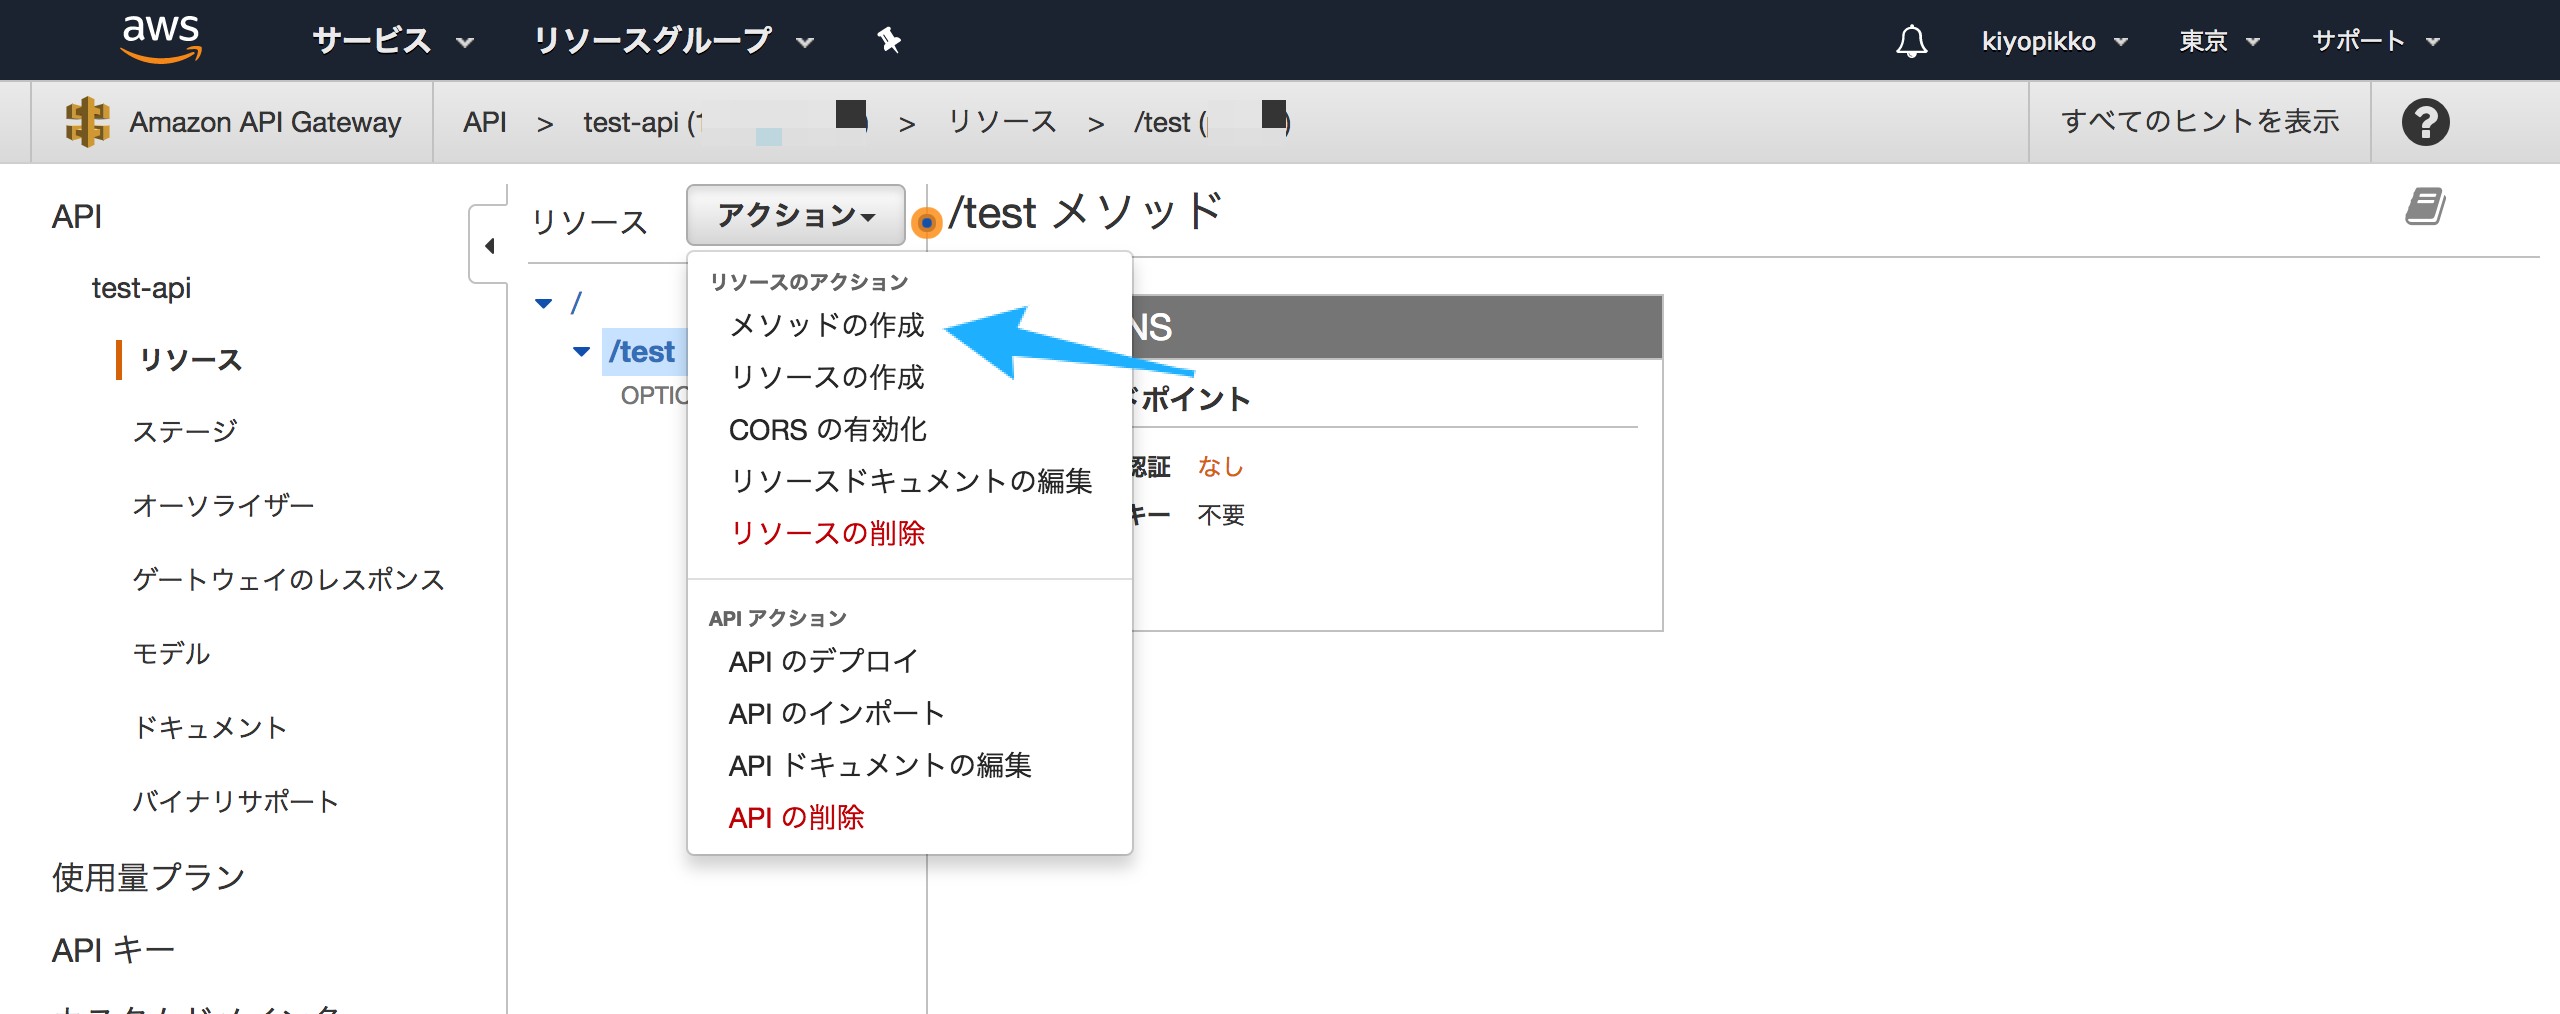 aws サービス リソースグループ kiyopikko 東京 サポート
Amazon API Gateway API > test-api ( ) > リソース > /test ( ) すべてのヒントを表示 ?
API
test-api
リソース
ステージ
オーソライザー
ゲートウェイのレスポンス
モデル
ドキュメント
バイナリサポート
使用量プラン
API キー
リソース アクション
/
/test
リソースのアクション
メソッドの作成
リソースの作成
CORS の有効化
リソースドキュメントの編集
リソースの削除
API アクション
API のデプロイ
API のインポート
API ドキュメントの編集
API の削除
/test メソッド
NS
ドポイント
認証 なし
キー 不要